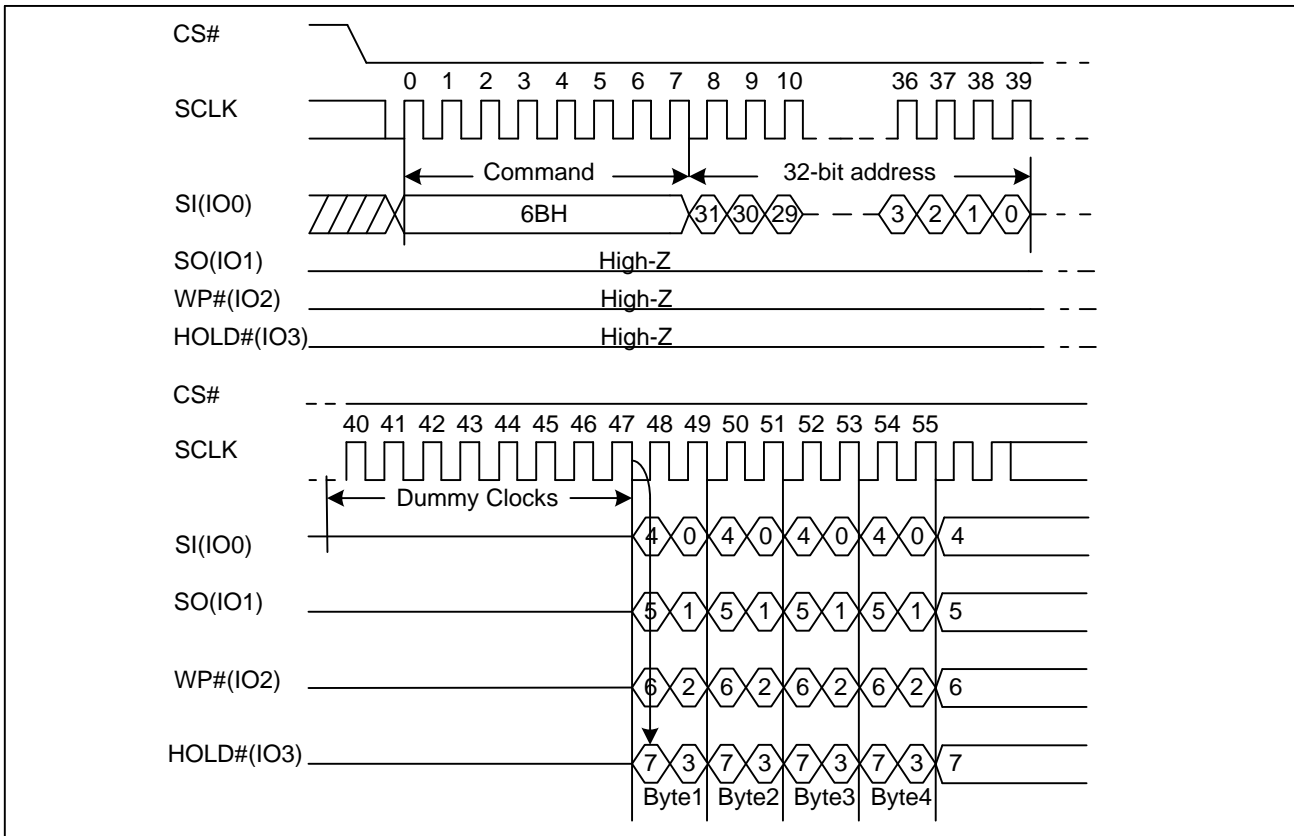 CS#
0 1 2 3 4 5 6 7 8 9 10 36 37 38 39
SCLK
Command 32-bit address
SI(IO0) 6BH 31 30 29 3 2 1 0
SO(IO1) High-Z
WP#(IO2) High-Z
HOLD#(IO3) High-Z
CS#
40 41 42 43 44 45 46 47 48 49 50 51 52 53 54 55
SCLK
Dummy Clocks
SI(IO0) 4 0 4 0 4 0 4 0 4
SO(IO1) 5 1 5 1 5 1 5 1 5
WP#(IO2) 6 2 6 2 6 2 6 2 6
HOLD#(IO3) 7 3 7 3 7 3 7 3 7
Byte1 Byte2 Byte3 Byte4